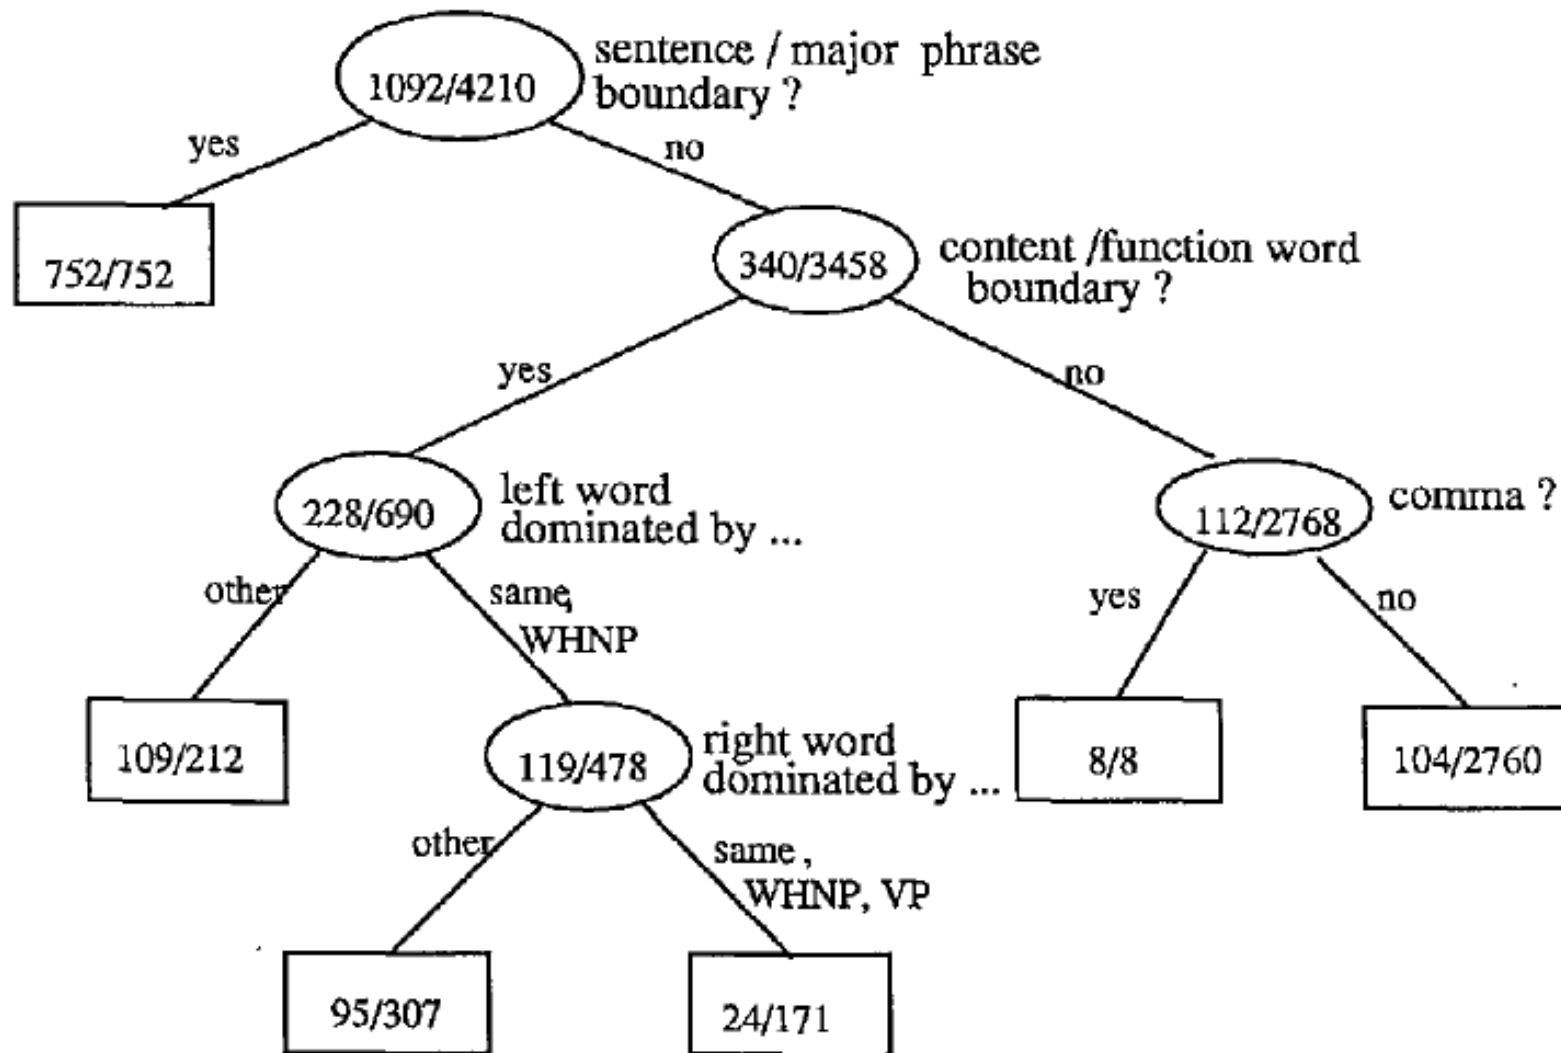 sentence / major phrase
boundary ?
1092/4210
yes
no
752/752
340/3458
content /function word
boundary ?
yes
no
228/690
left word
dominated by ...
112/2768
comma ?
other
same,
WHNP
yes
no
109/212
119/478
right word
dominated by ...
8/8
104/2760
other
same ,
WHNP, VP
95/307
24/171